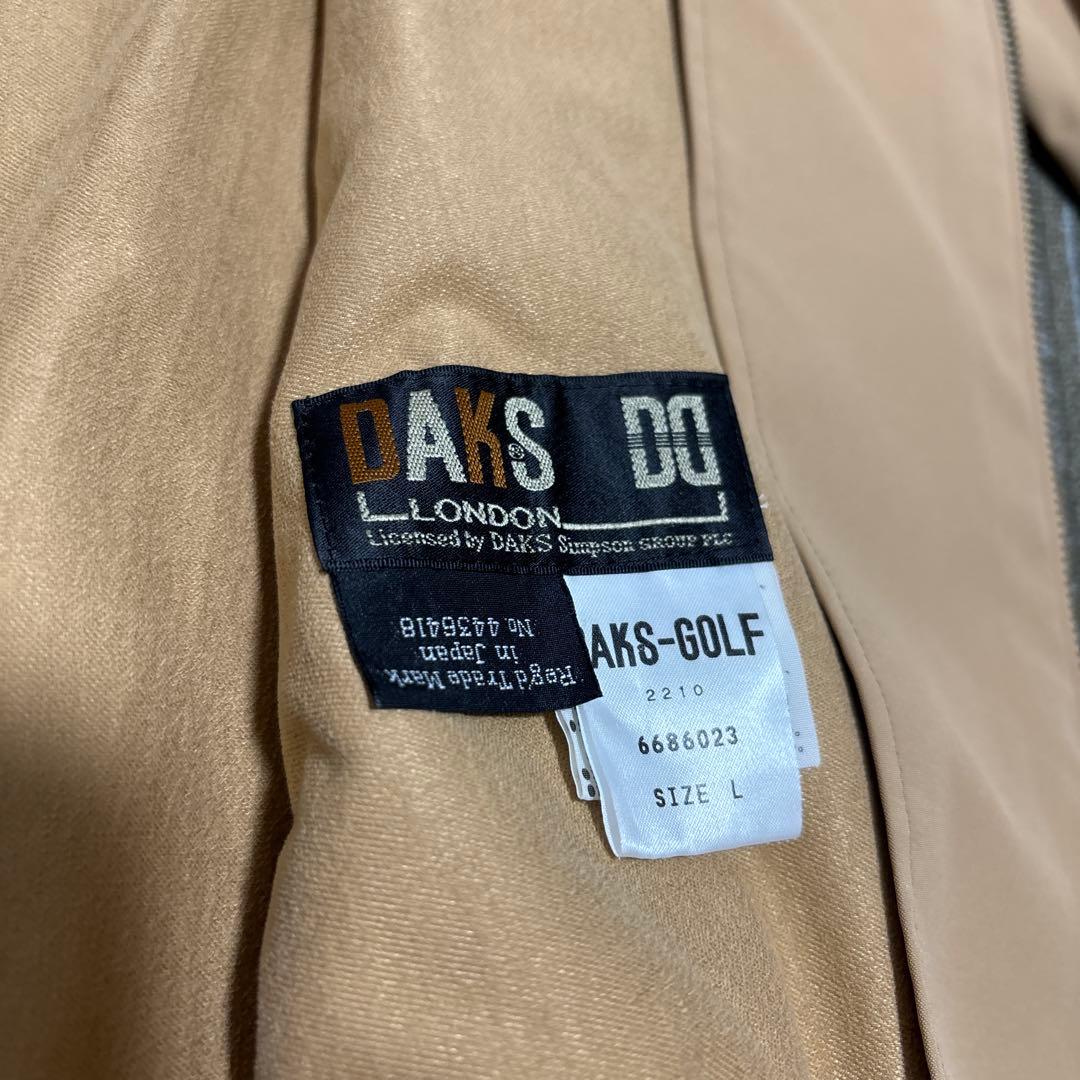 DAKS® DD
LONDON
Licensed by DAKS Simpson GROUP PLC
Reg'd Trade Mark
in Japan
No. 4436418
AKS-GOLF
2210
6686023
SIZE L